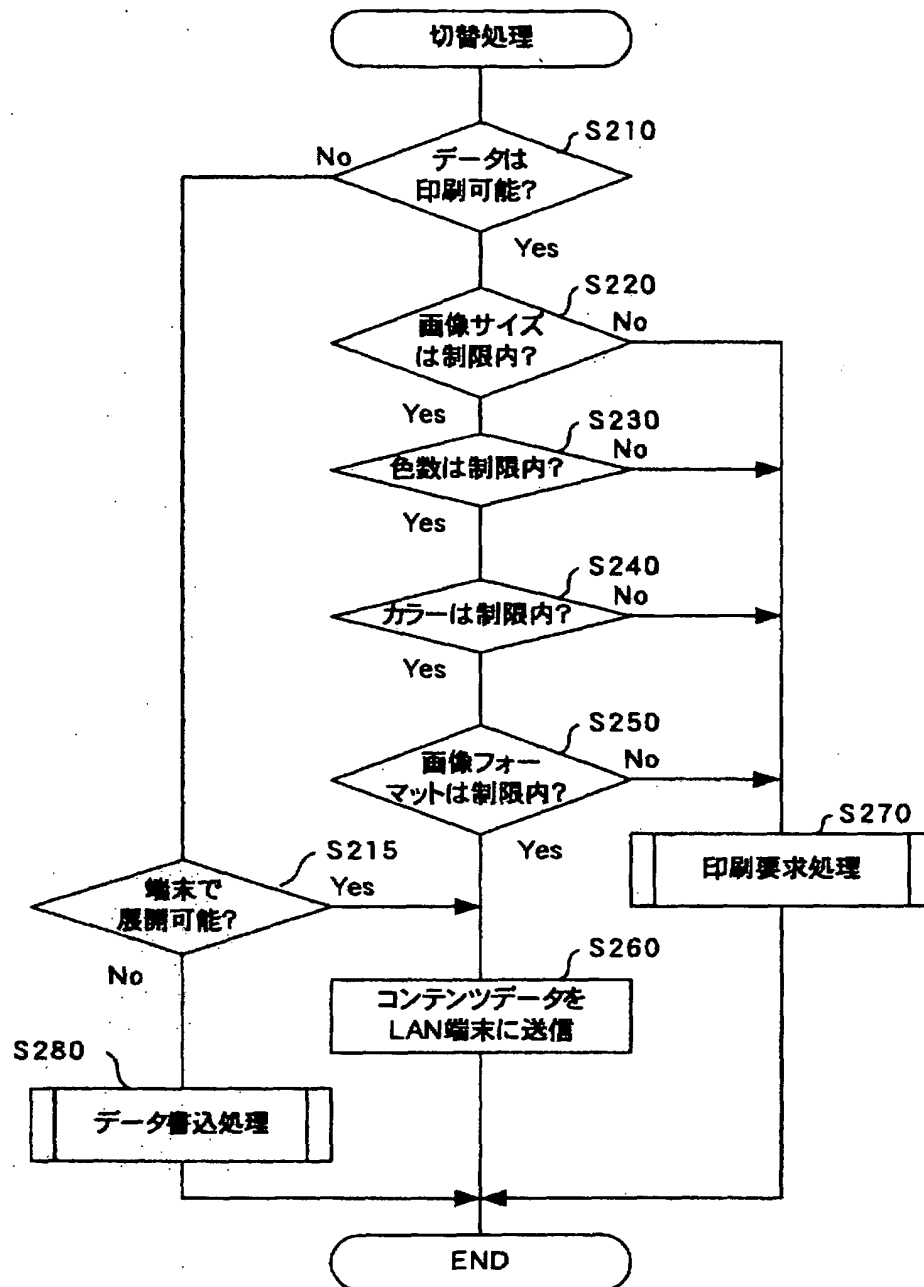 切替処理
S210
No
データは
印刷可能?
Yes
S220
画像サイズ
は制限内?
No
Yes
S230
色数は制限内?
No
Yes
S240
カラーは制限内?
No
Yes
S250
画像フォー
マットは制限内?
No
Yes
S270
印刷要求処理
S215
端末で
展開可能?
Yes
No
S260
コンテンツデータを
LAN端末に送信
S280
データ書込処理
END